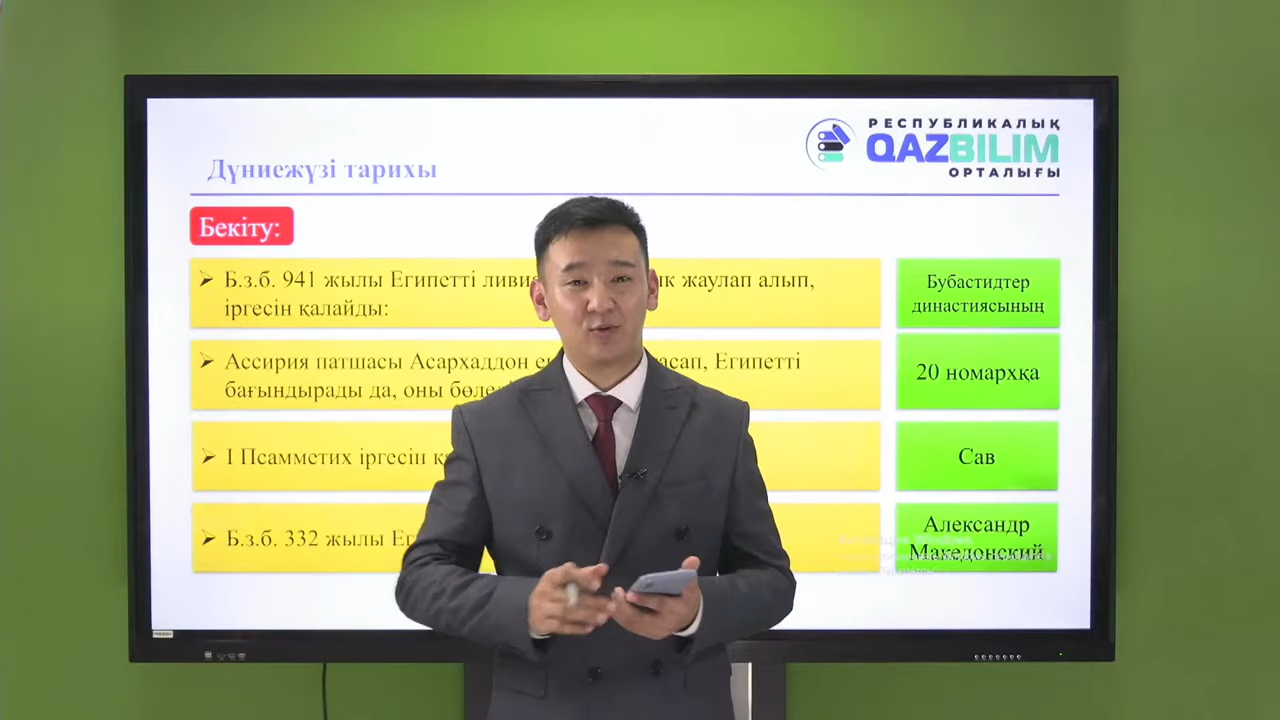 РЕСПУБЛИКАЛЫҚ
QAZBILIM
ОРТАЛЫҒЫ
Дүниежүзі тарихы
Бекіту:
Б.з.б. 941 жылы Египетті жаулап алып,
іргесін қалайды:
Бубастидтер
династиясының
Ассирия патшасы Асархаддон Египетті
бағындырады да, оны
20 номархқа
І Псамметих іргесін
Сав
Б.з.б. 332 жылы
Александр
Македонский